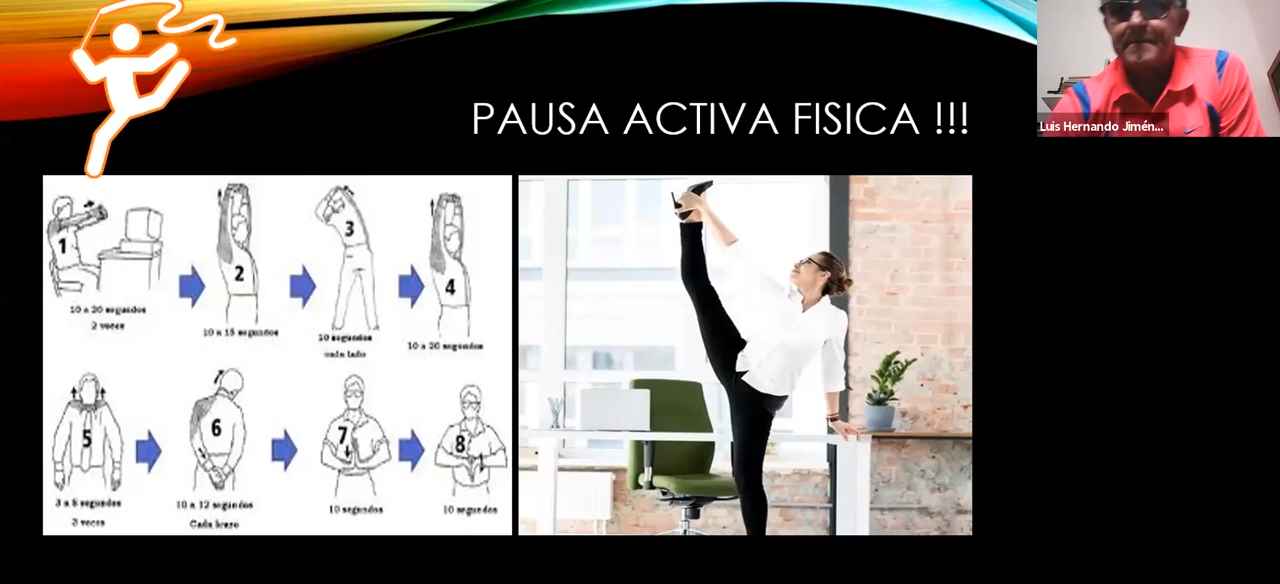 PAUSA ACTIVA FISICA !!!
Luis Hernando Jimén...
1
2
3
4
10 a 20 segundos
2 veces
10 a 15 segundos
10 segundos
cada lado
10 a 20 segundos
5
6
7
8
3 a 5 segundos
3 veces
10 a 12 segundos
Cada brazo
10 segundos
10 segundos